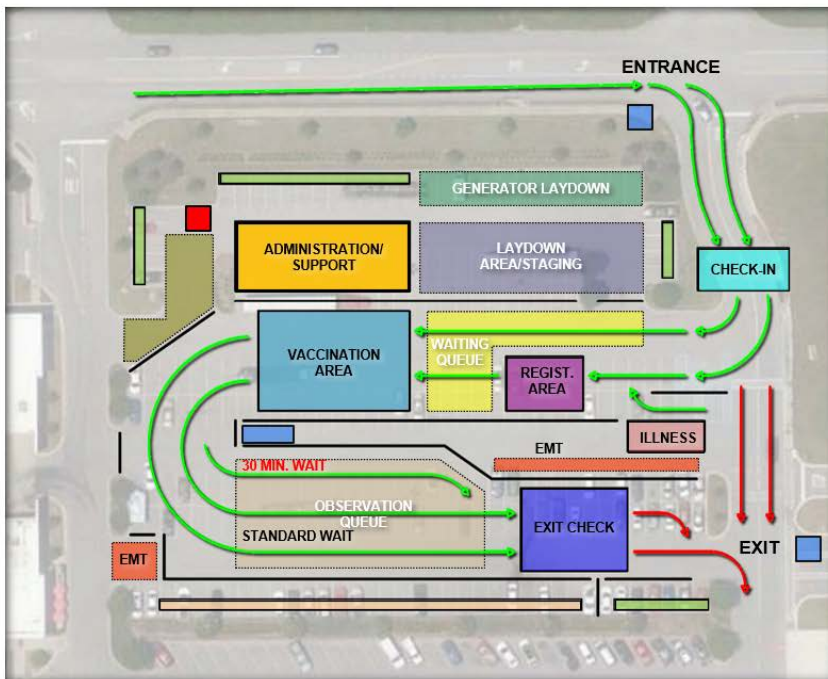 ENTRANCE
GENERATOR LAYDOWN
ADMINISTRATION/
SUPPORT
LAYDOWN
AREA/STAGING
CHECK-IN
VACCINATION
AREA
WAITING
QUEUE
REGIST.
AREA
ILLNESS
EMT
30 MIN. WAIT
OBSERVATION
QUEUE
STANDARD WAIT
EXIT CHECK
EXIT
EMT